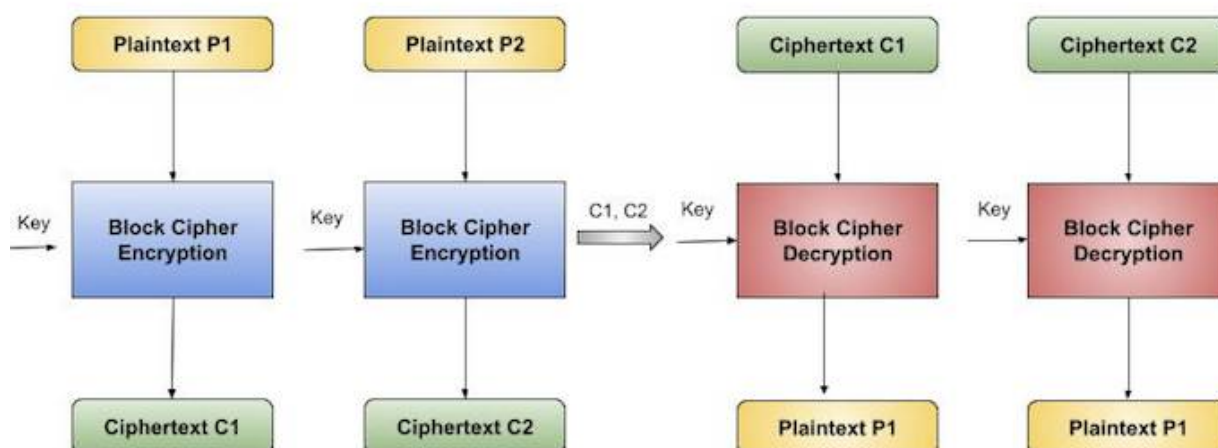 Plaintext P1
Plaintext P2
Ciphertext C1
Ciphertext C2
Key
Block Cipher
Encryption
Key
Block Cipher
Encryption
C1, C2
Key
Block Cipher
Decryption
Key
Block Cipher
Decryption
Ciphertext C1
Ciphertext C2
Plaintext P1
Plaintext P1